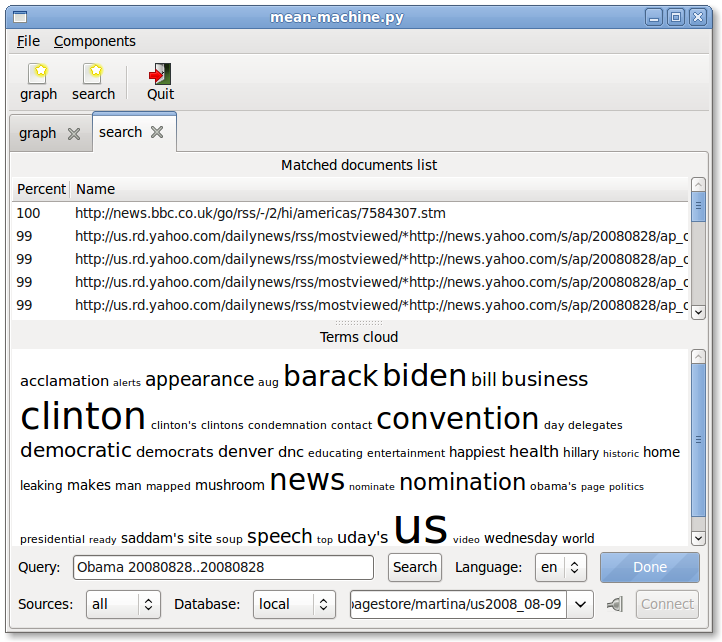 mean-machine.py
File Components
graph search Quit
graph search
Matched documents list
Percent Name
100 http://news.bbc.co.uk/go/rss/-/2/hi/americas/7584307.stm
99 http://us.rd.yahoo.com/dailynews/rss/mostviewed/*http://news.yahoo.com/s/ap/20080828/ap_c
99 http://us.rd.yahoo.com/dailynews/rss/mostviewed/*http://news.yahoo.com/s/ap/20080828/ap_c
99 http://us.rd.yahoo.com/dailynews/rss/mostviewed/*http://news.yahoo.com/s/ap/20080828/ap_c
99 http://us.rd.yahoo.com/dailynews/rss/mostviewed/*http://news.yahoo.com/s/ap/20080828/ap_c
Terms cloud
acclamation alerts appearance aug barack biden bill business
clinton clinton's clintons condemnation contact convention day delegates
democratic democrats denver dnc educating entertainment happiest health hillary historic home
leaking makes man mapped mushroom news nominate nomination obama's page politics
presidential ready saddam's site soup speech top uday's us video wednesday world
Query: Obama 20080828..20080828 Search Language: en Done
Sources: all Database: local agestore/martina/us2008_08-09 Connect